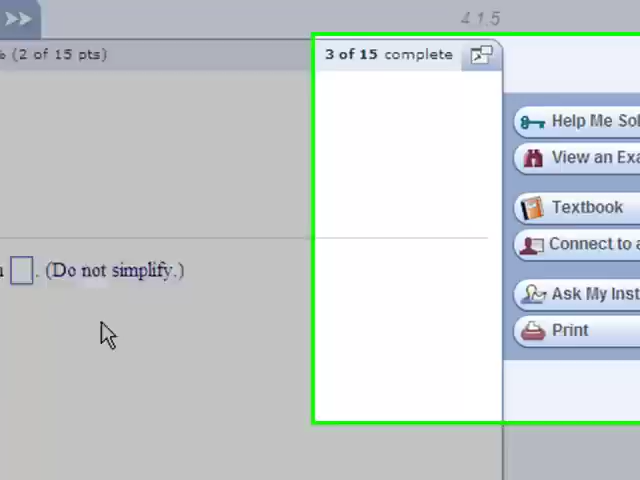 4.1.5
(2 of 15 pts)
3 of 15 complete
Help Me Sol
View an Exa
Textbook
Connect to a
. (Do not simplify.)
Ask My Inst
Print